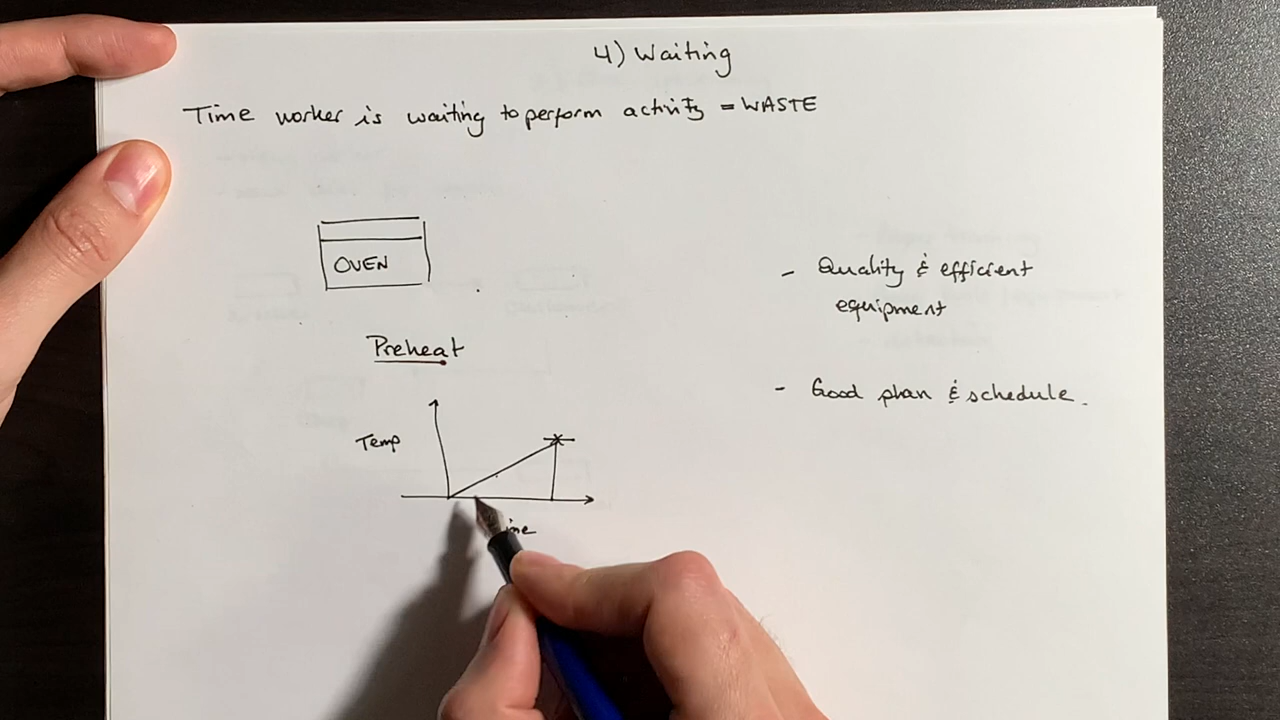 4) Waiting
Time worker is waiting to perform activity = WASTE
OVEN
- Quality & efficient
equipment
Preheat
- Good plan & schedule.
Temp